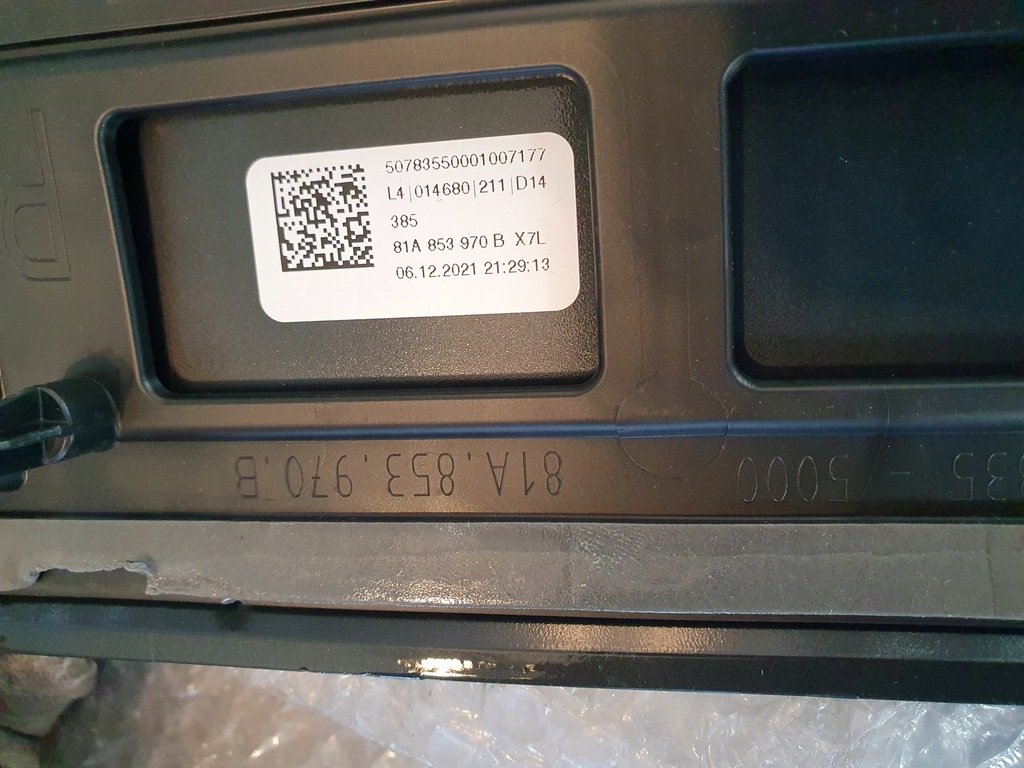 50783550001007177
L4|014680|211|D14
385
81A 853 970 B X7L
06.12.2021 21:29:13
81A.853.970.B
835-5000